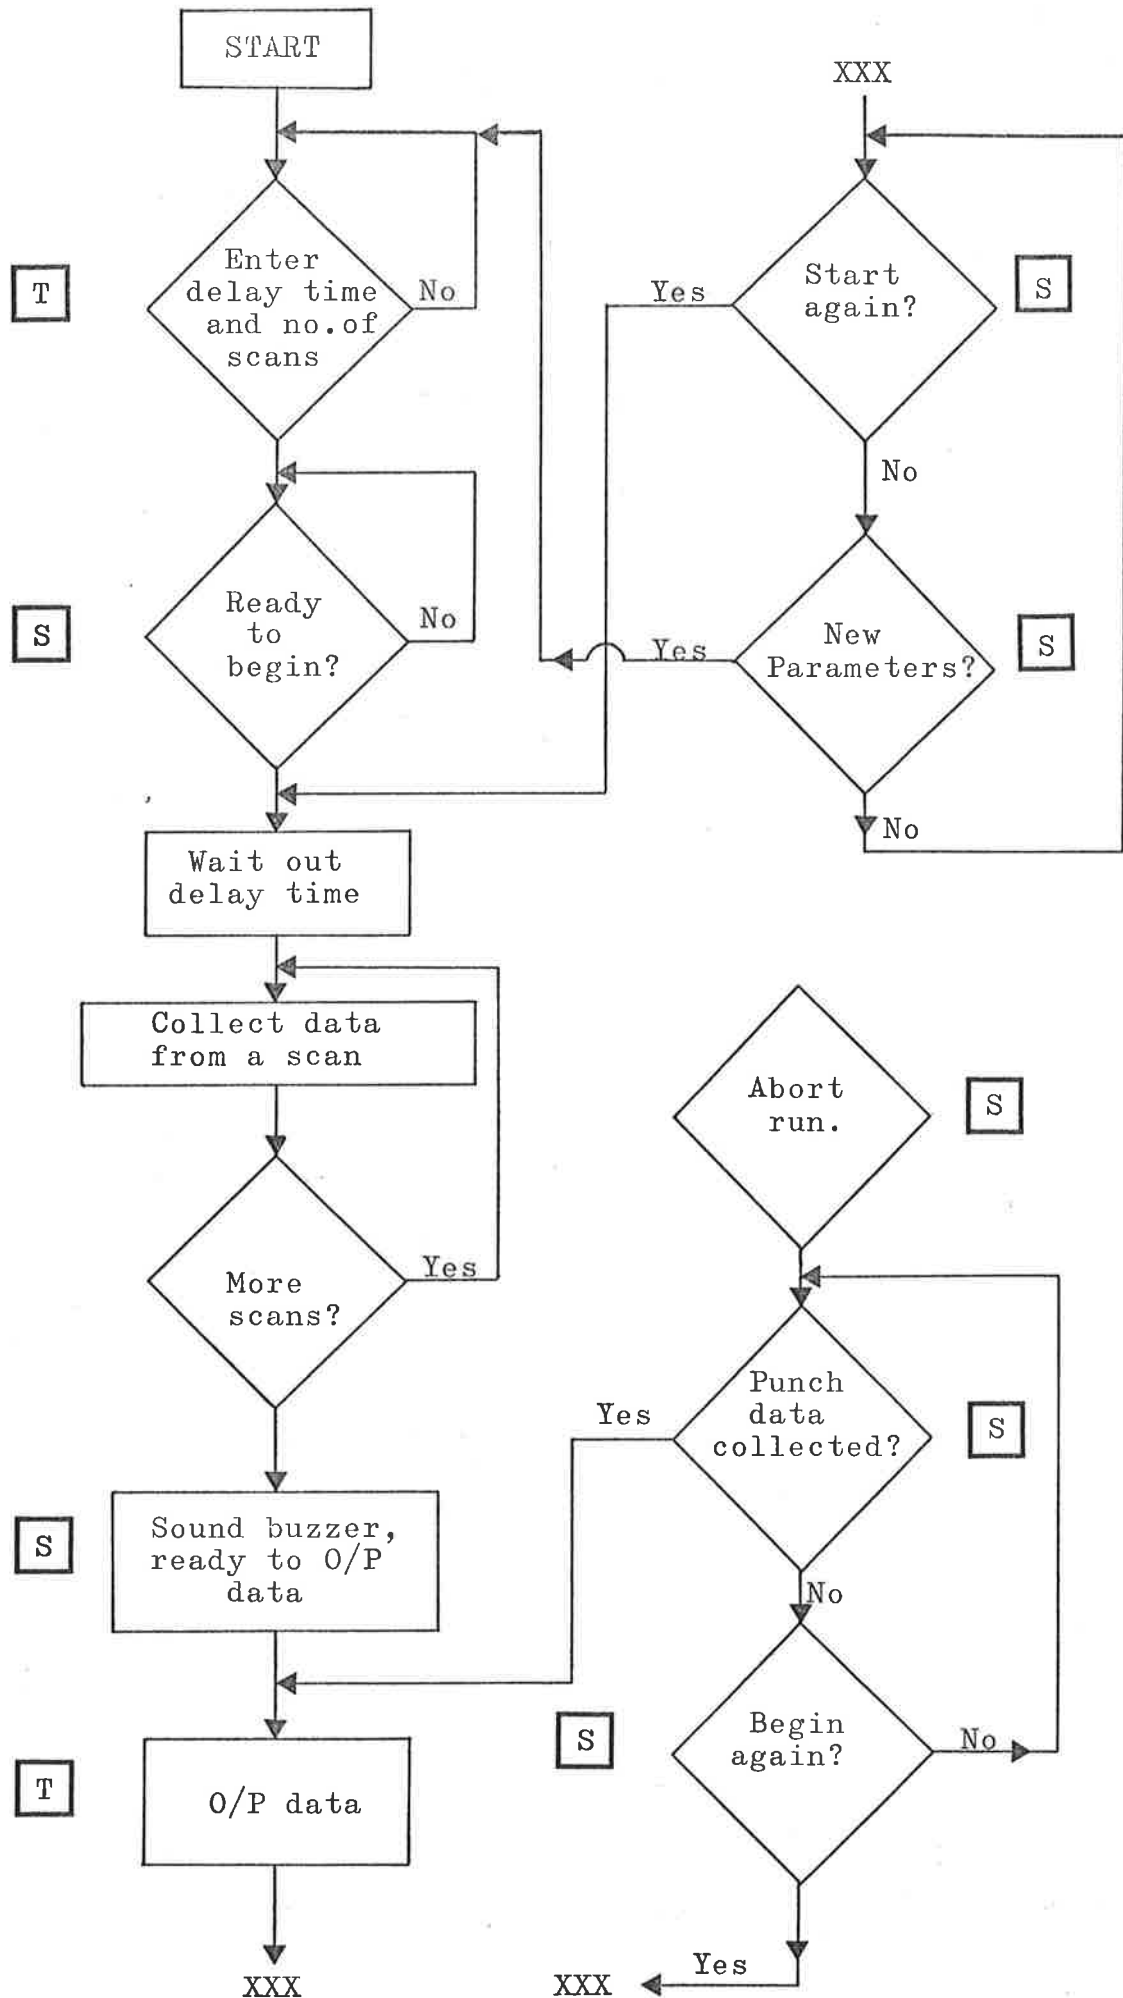 START
T
Enter
delay time
and no.of
scans
No
S
Ready
to
begin?
No
Wait out
delay time
Collect data
from a scan
More
scans?
Yes
S
Sound buzzer,
ready to O/P
data
T
O/P data
XXX
XXX
Start
again?
S
Yes
No
New
Parameters?
S
Yes
No
Abort
run.
S
Punch
data
collected?
S
Yes
No
Begin
again?
S
No
Yes
XXX